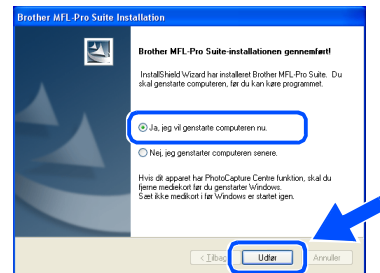 Brother MFL-Pro Suite Installation
Brother MFL-Pro Suite-installationen gennemført!
InstallShield Wizard har installeret Brother MFL-Pro Suite. Du
skal genstarte computeren, før du kan køre programmet.
Ja, jeg vil genstarte computeren nu.
Nej, jeg genstarter computeren senere.
Hvis dit apparat har PhotoCapture Centre funktion, skal du
fjerne mediekort før du genstarter Windows.
Sæt ikke medikort i før Windows er startet igen.
< Tilbag Udfør Annuller